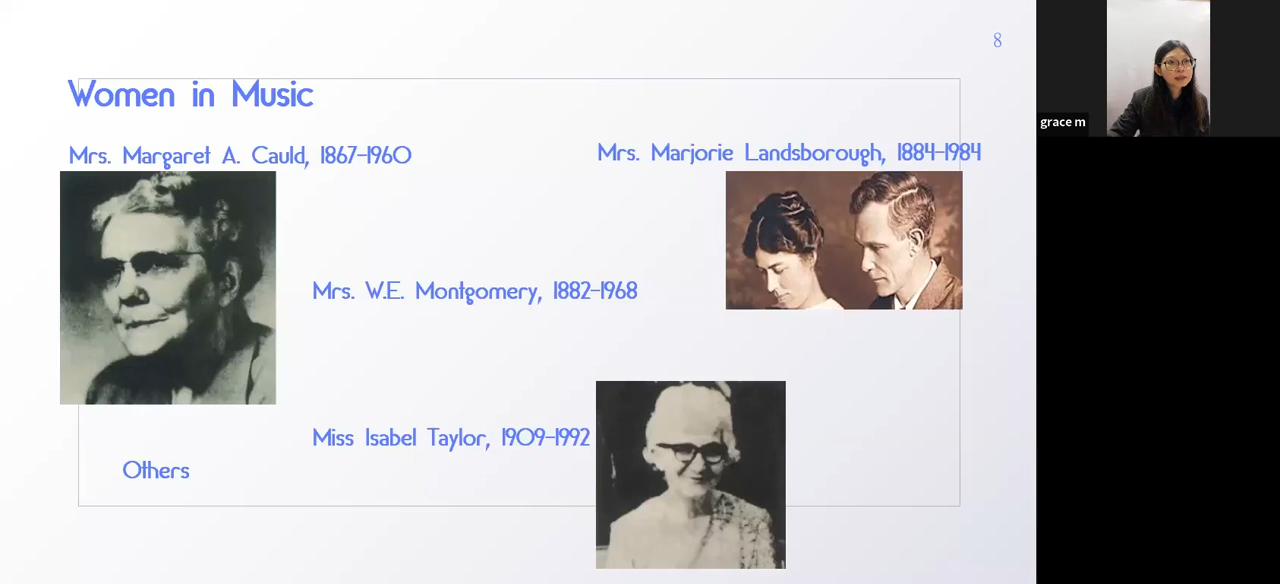 8
Women in Music
Mrs. Margaret A. Cauld, 1867-1960
Mrs. Marjorie Landsborough, 1884-1984
Mrs. W.E. Montgomery, 1882-1968
Miss Isabel Taylor, 1909-1992
Others
grace m